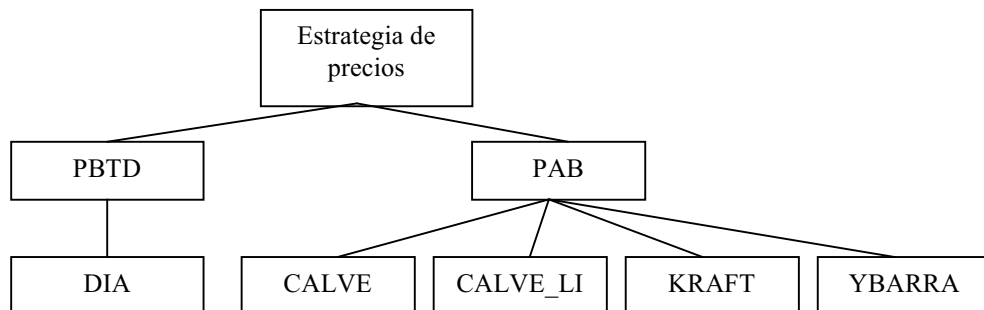 Estrategia de
precios
PBTD
PAB
DIA
CALVE
CALVE_LI
KRAFT
YBARRA